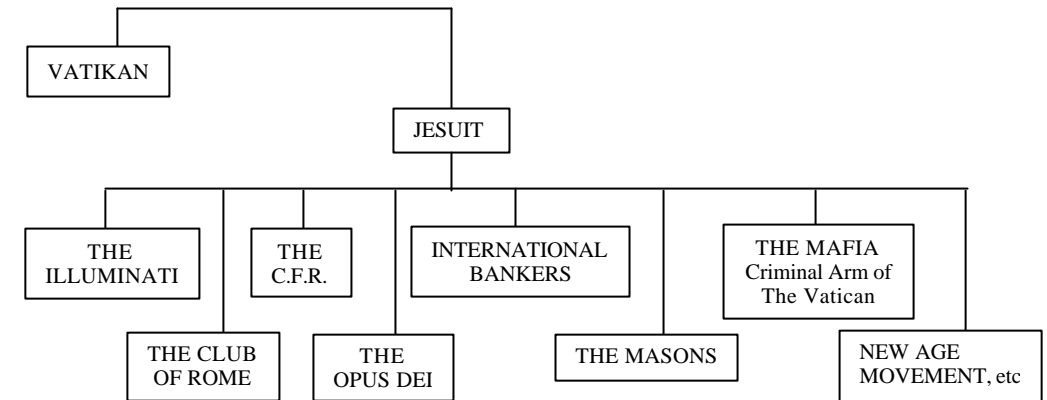 VATIKAN
JESUIT
THE
ILLUMINATI
THE
C.F.R.
INTERNATIONAL
BANKERS
THE MAFIA
Criminal Arm of
The Vatican
THE CLUB
OF ROME
THE
OPUS DEI
THE MASONS
NEW AGE
MOVEMENT, etc